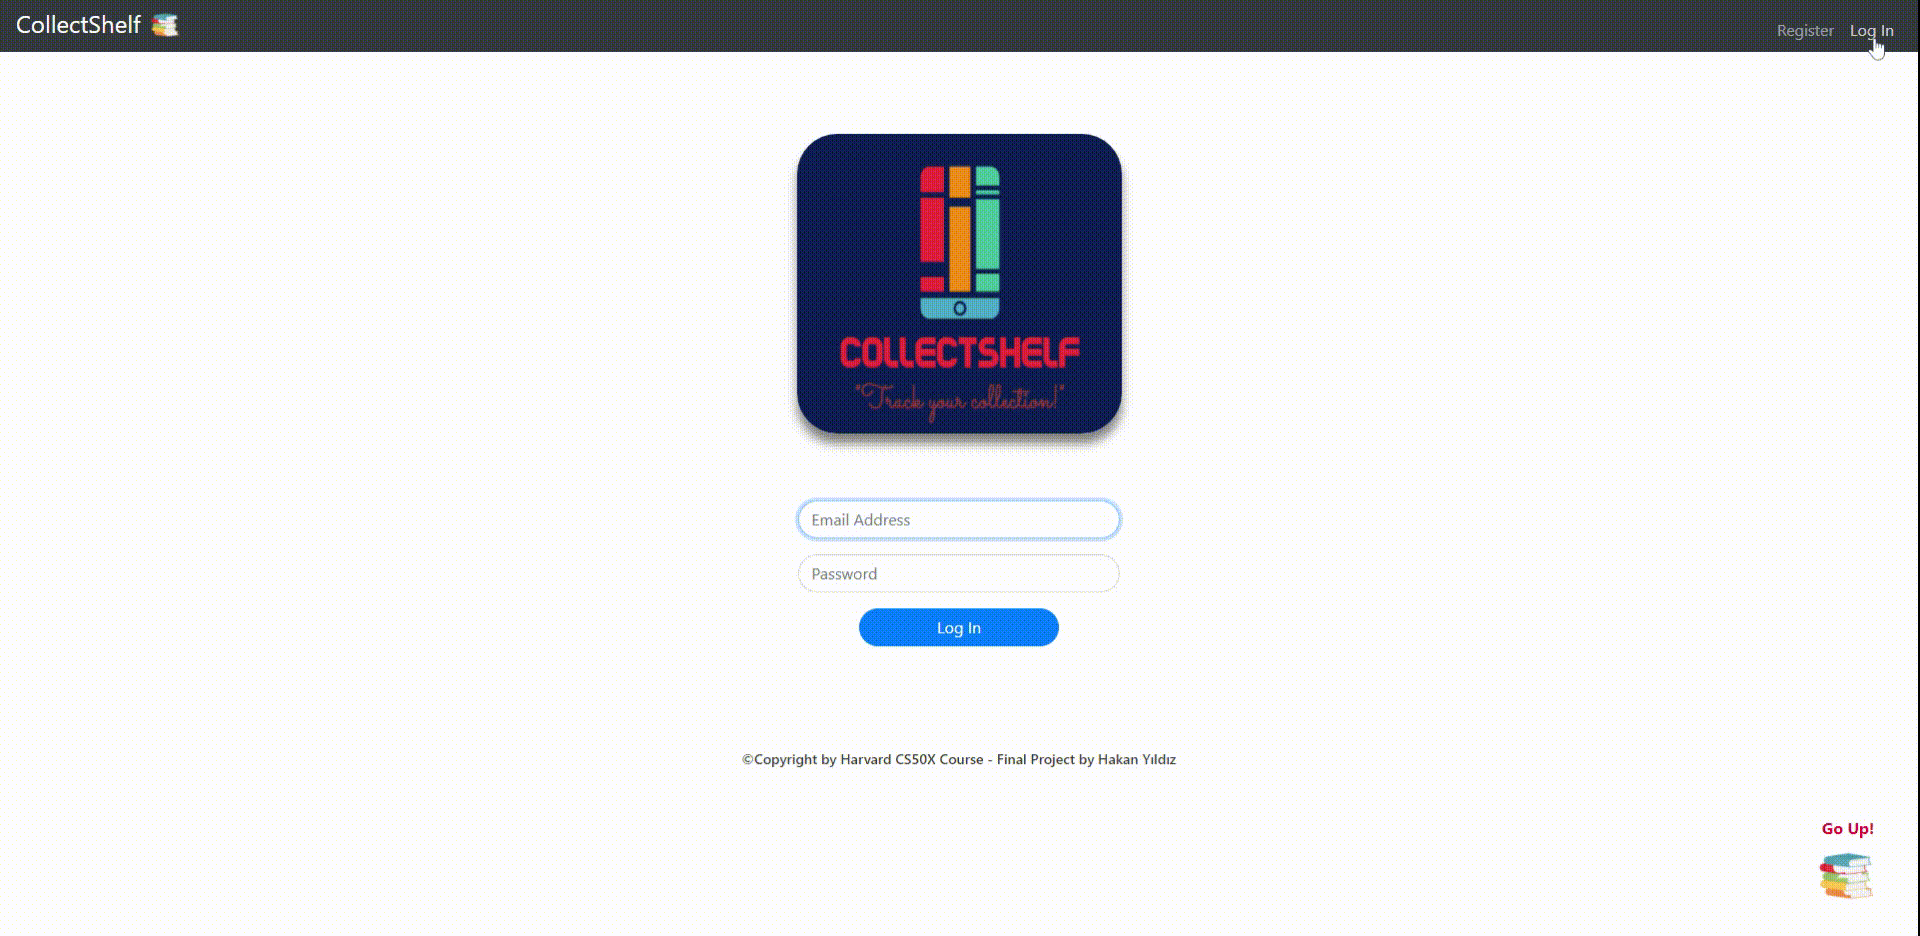 CollectShelf
Register Log In
COLLECTSHELF
"Track your collection!"
Email Address
Password
Log In
©Copyright by Harvard CS50X Course - Final Project by Hakan Yıldız
Go Up!